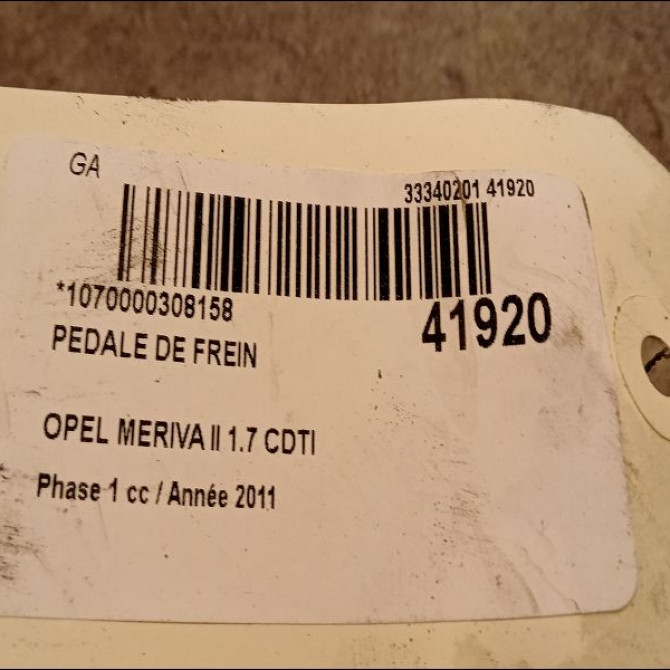 GA
33340201 41920
*1070000308158
41920
PEDALE DE FREIN
OPEL MERIVA II 1.7 CDTI
Phase 1 cc / Année 2011